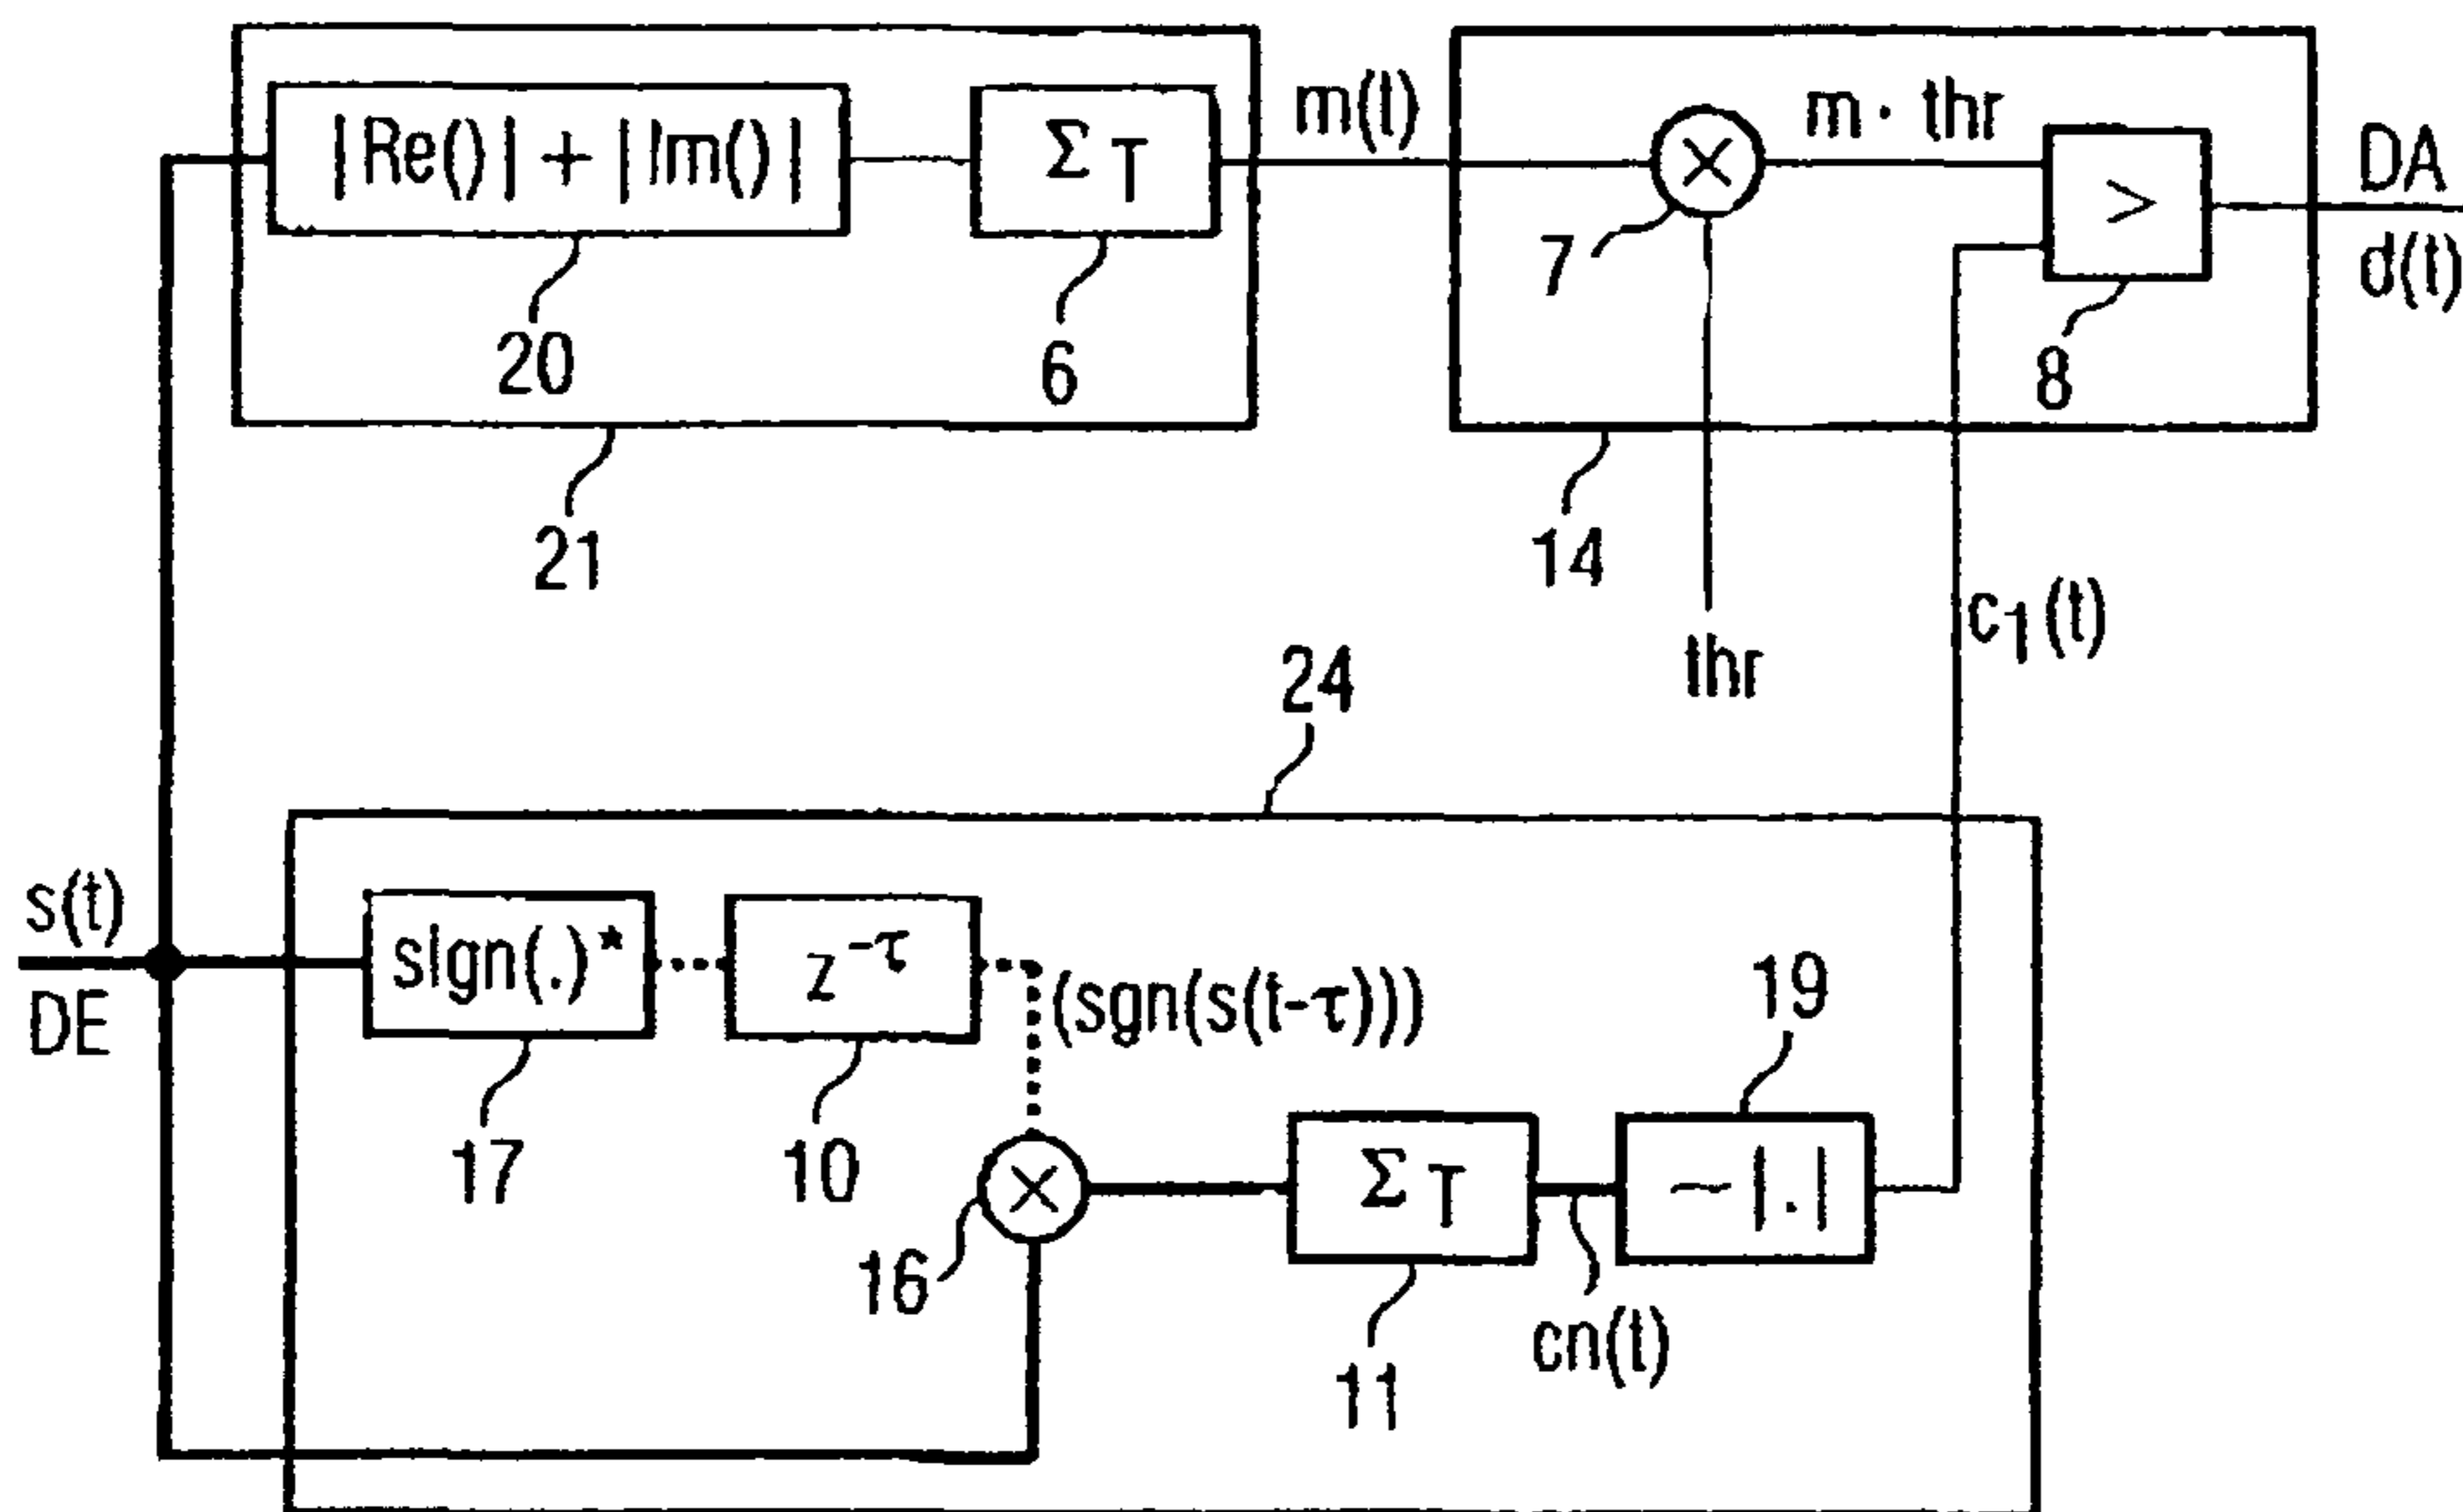 |Re()| + |Im()|
Σ T
m(t)
m · thr
×
>
DA
d(t)
7
8
20
6
21
14
thr
c1(t)
24
s(t)
DE
sign(.)*
z^-τ
(sgn(s(t-τ)))
19
17
10
×
16
Σ T
~|.|
11
cn(t)